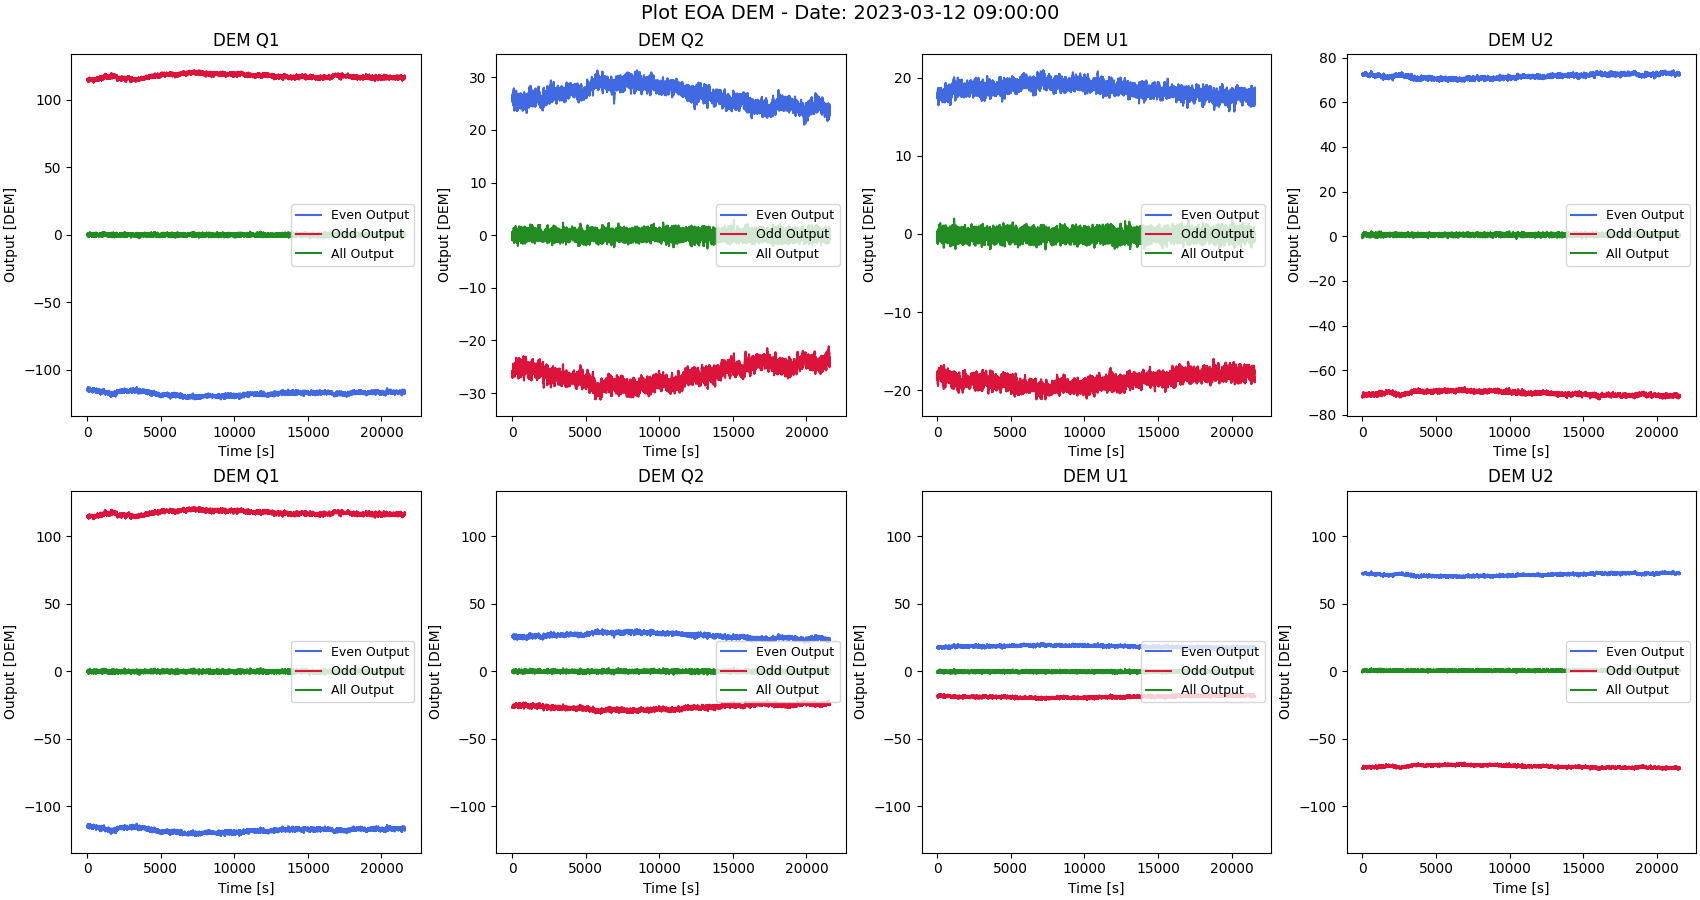 Plot EOA DEM - Date: 2023-03-12 09:00:00
DEM Q1
DEM Q2
DEM U1
DEM U2
Output [DEM]
100
50
0
−50
−100
Even Output
Odd Output
All Output
0 5000 10000 15000 20000
Time [s]
Output [DEM]
30
20
10
0
−10
−20
−30
Even Output
Odd Output
All Output
0 5000 10000 15000 20000
Time [s]
Output [DEM]
20
10
0
−10
−20
Even Output
Odd Output
All Output
0 5000 10000 15000 20000
Time [s]
Output [DEM]
80
60
40
20
0
−20
−40
−60
−80
Even Output
Odd Output
All Output
0 5000 10000 15000 20000
Time [s]
DEM Q1
DEM Q2
DEM U1
DEM U2
Output [DEM]
100
50
0
−50
−100
Even Output
Odd Output
All Output
0 5000 10000 15000 20000
Time [s]
Output [DEM]
100
50
0
−50
−100
Even Output
Odd Output
All Output
0 5000 10000 15000 20000
Time [s]
Output [DEM]
100
50
0
−50
−100
Even Output
Odd Output
All Output
0 5000 10000 15000 20000
Time [s]
Output [DEM]
100
50
0
−50
−100
Even Output
Odd Output
All Output
0 5000 10000 15000 20000
Time [s]